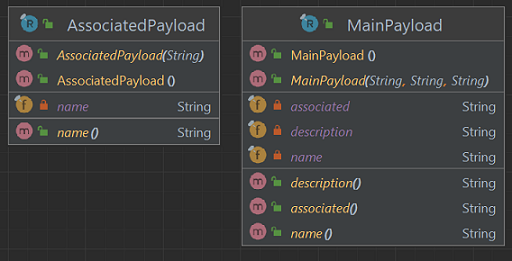 AssociatedPayload
AssociatedPayload(String)
AssociatedPayload ()
name String
name () String
MainPayload
MainPayload ()
MainPayload(String, String, String)
associated String
description String
name String
description() String
associated() String
name () String